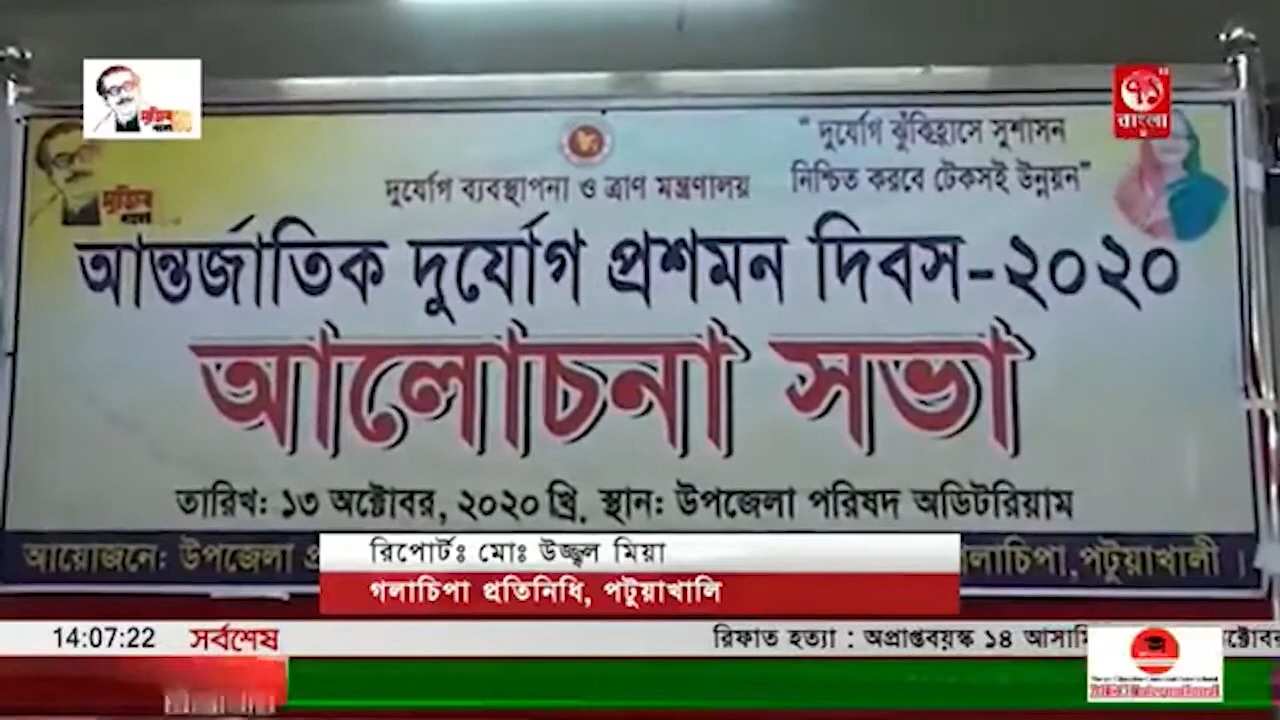 ৭১
বাংলা
"দুর্যোগ ঝুঁকিহ্রাসে সুশাসন
নিশ্চিত করবে টেকসই উন্নয়ন"
মুজিব
দুর্যোগ ব্যবস্থাপনা ও ত্রাণ মন্ত্রণালয়
আন্তর্জাতিক দুর্যোগ প্রশমন দিবস-২০২০
আলোচনা সভা
তারিখ: ১৩ অক্টোবর, ২০২০ খ্রি. স্থান: উপজেলা পরিষদ অডিটরিয়াম
আয়োজনে: উপজেলা প্র গলাচিপা, পটুয়াখালী।
রিপোর্টঃ মোঃ উজ্জ্বল মিয়া
গলাচিপা প্রতিনিধি, পটুয়াখালি
14:07:22 সর্বশেষ রিফাত হত্যা : অপ্রাপ্তবয়স্ক ১৪ আসামি ক্টোবর